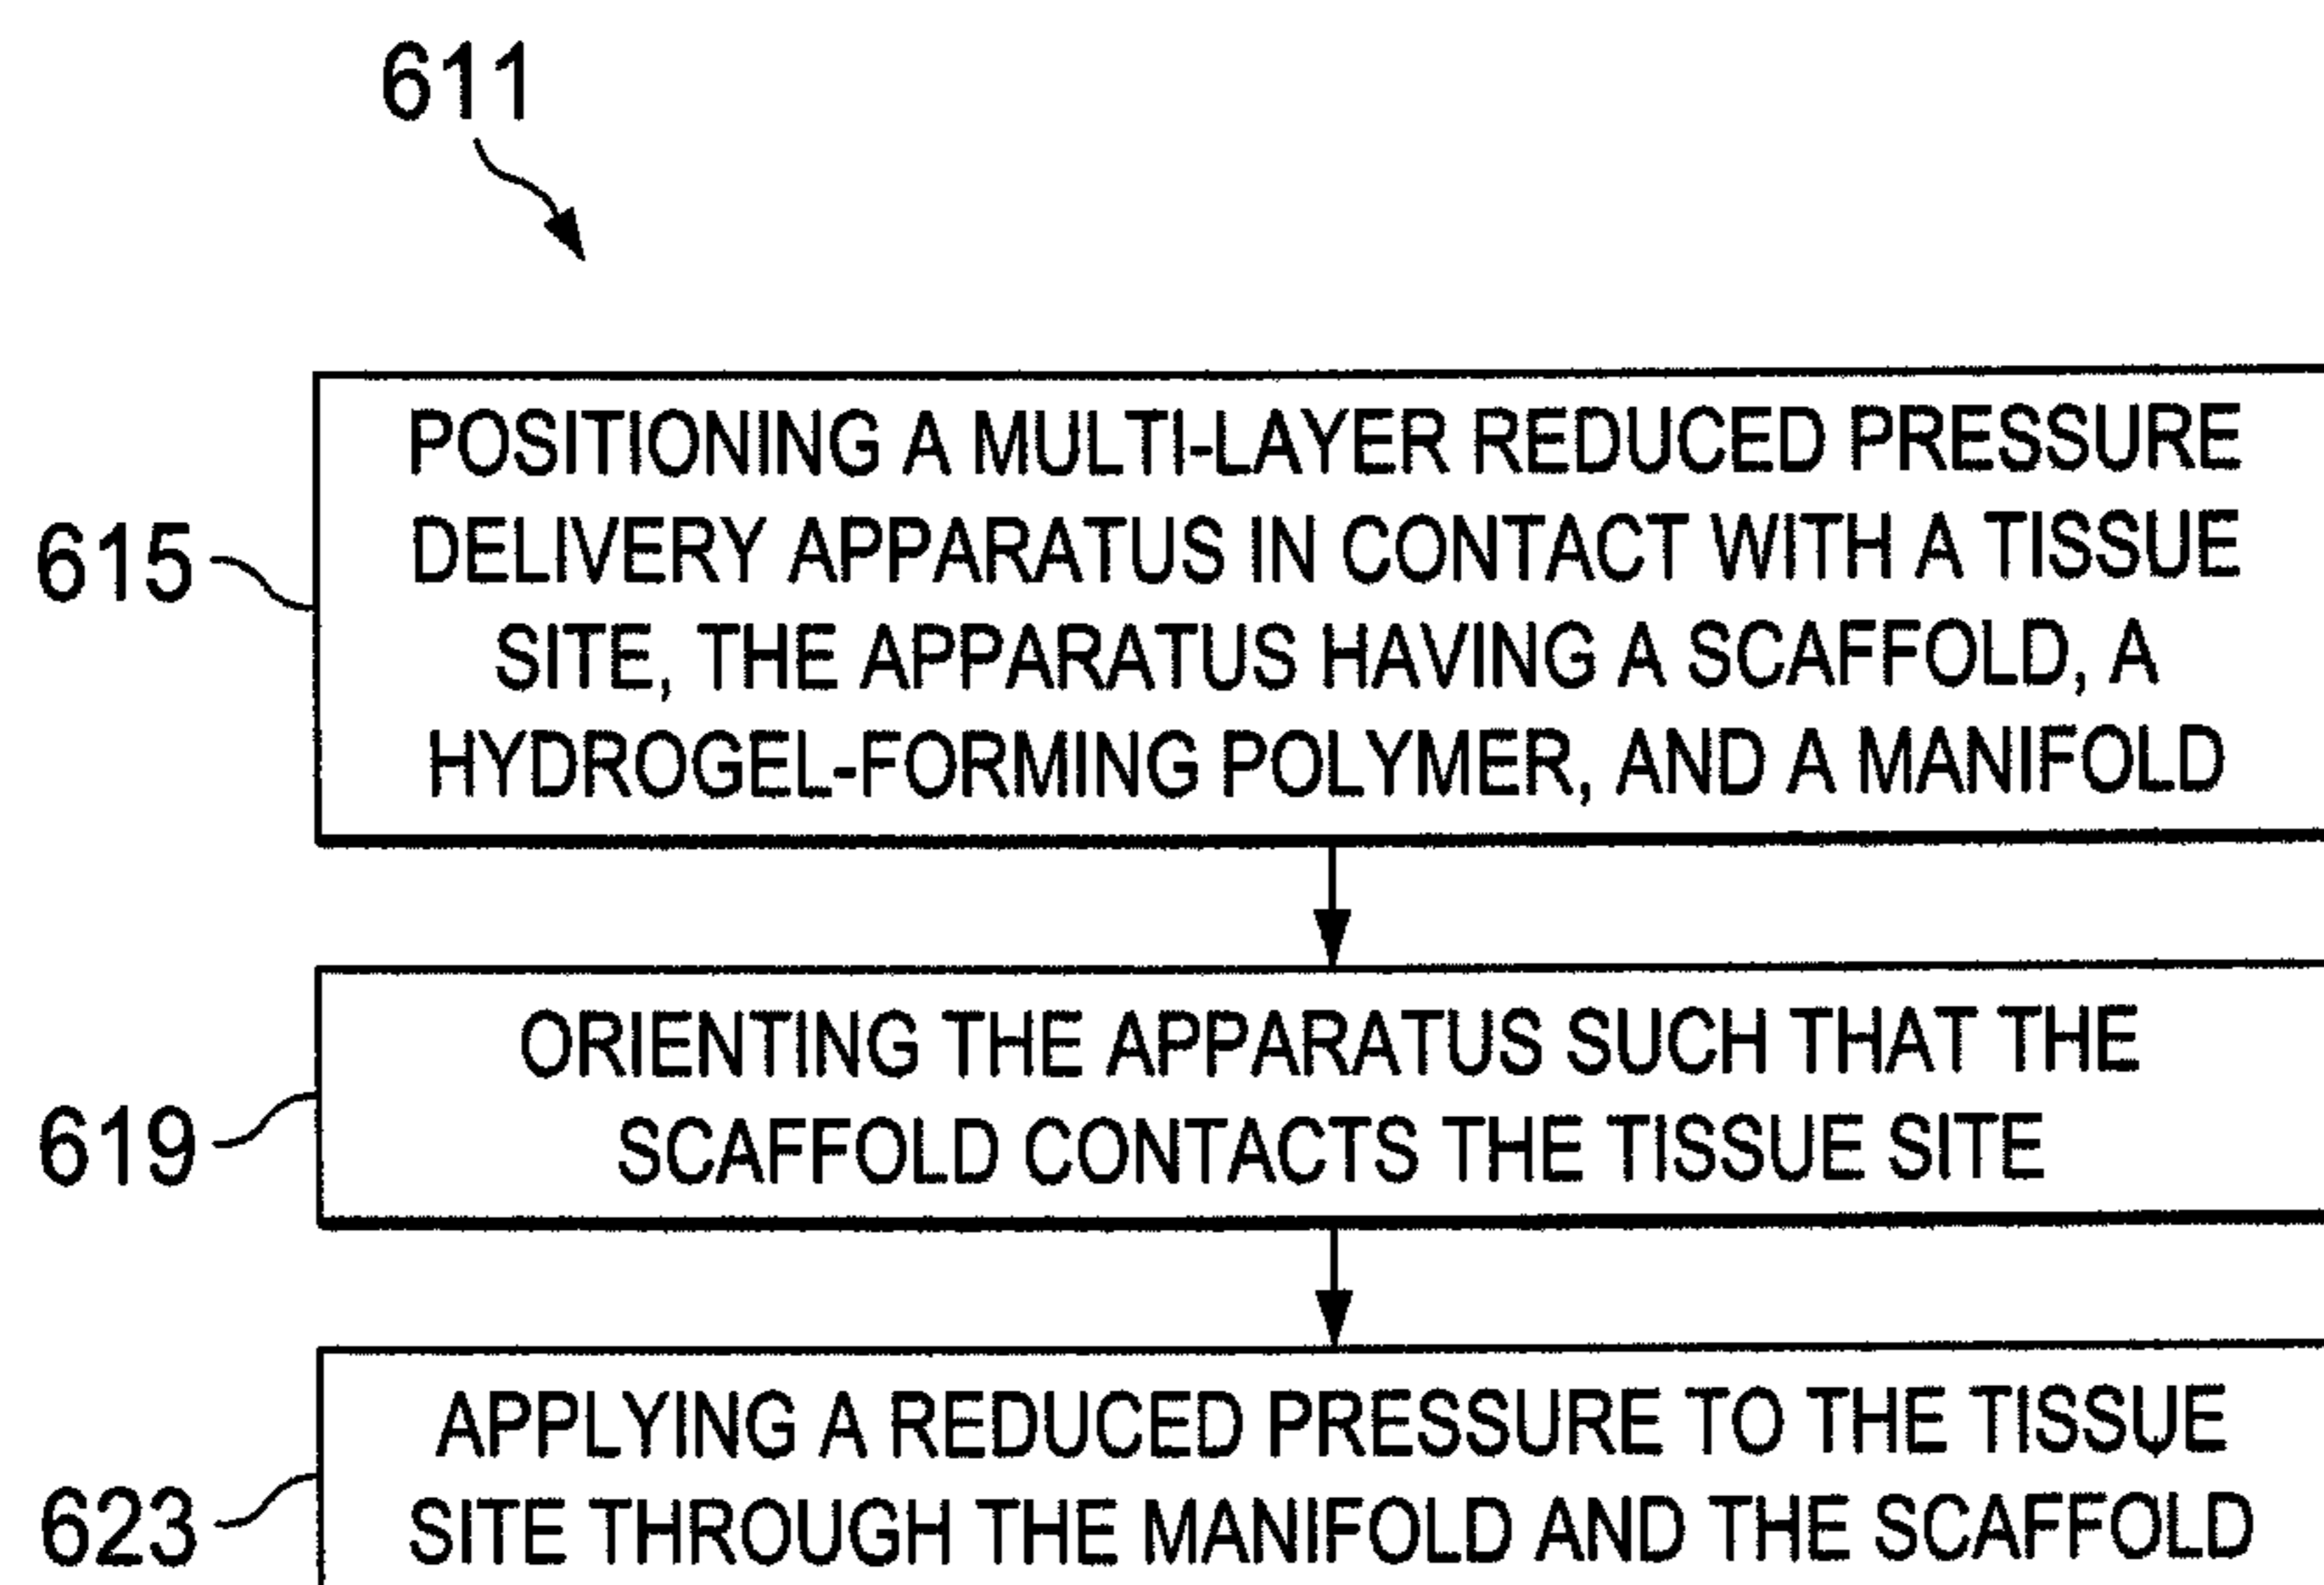 611
615
POSITIONING A MULTI-LAYER REDUCED PRESSURE
DELIVERY APPARATUS IN CONTACT WITH A TISSUE
SITE, THE APPARATUS HAVING A SCAFFOLD, A
HYDROGEL-FORMING POLYMER, AND A MANIFOLD
619
ORIENTING THE APPARATUS SUCH THAT THE
SCAFFOLD CONTACTS THE TISSUE SITE
623
APPLYING A REDUCED PRESSURE TO THE TISSUE
SITE THROUGH THE MANIFOLD AND THE SCAFFOLD